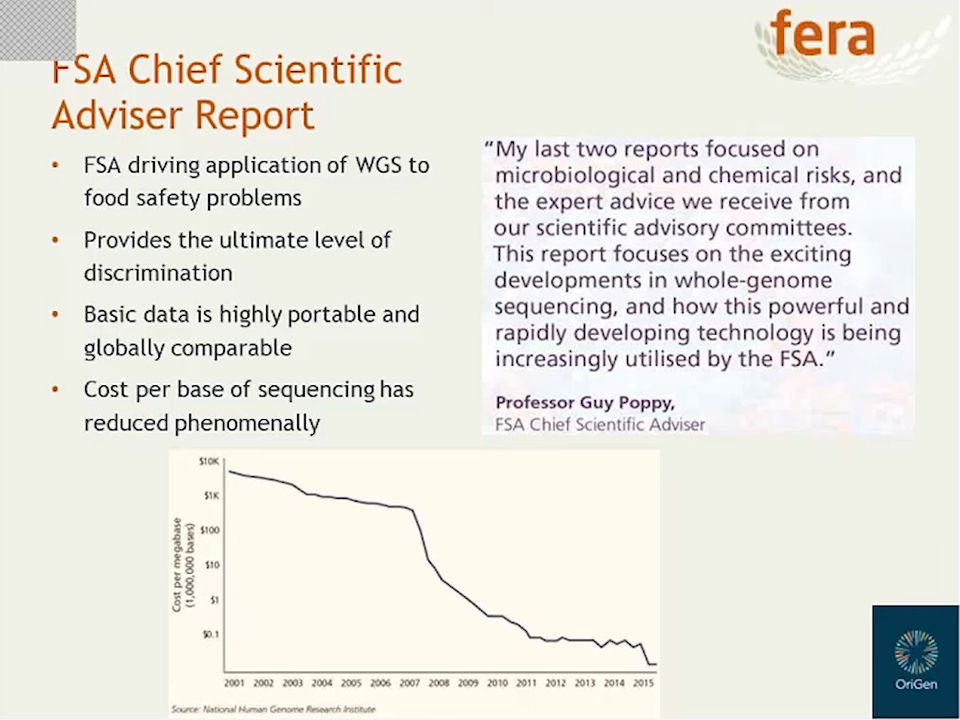 fera
FSA Chief Scientific
Adviser Report
• FSA driving application of WGS to
food safety problems
• Provides the ultimate level of
discrimination
• Basic data is highly portable and
globally comparable
• Cost per base of sequencing has
reduced phenomenally
“My last two reports focused on
microbiological and chemical risks, and
the expert advice we receive from
our scientific advisory committees.
This report focuses on the exciting
developments in whole-genome
sequencing, and how this powerful and
rapidly developing technology is being
increasingly utilised by the FSA.”
Professor Guy Poppy,
FSA Chief Scientific Adviser
Cost per megabase
(1,000,000 bases)
$10K
$1K
$100
$10
$1
$0.1
2001 2002 2003 2004 2005 2006 2007 2008 2009 2010 2011 2012 2013 2014 2015
Source: National Human Genome Research Institute
OriGen